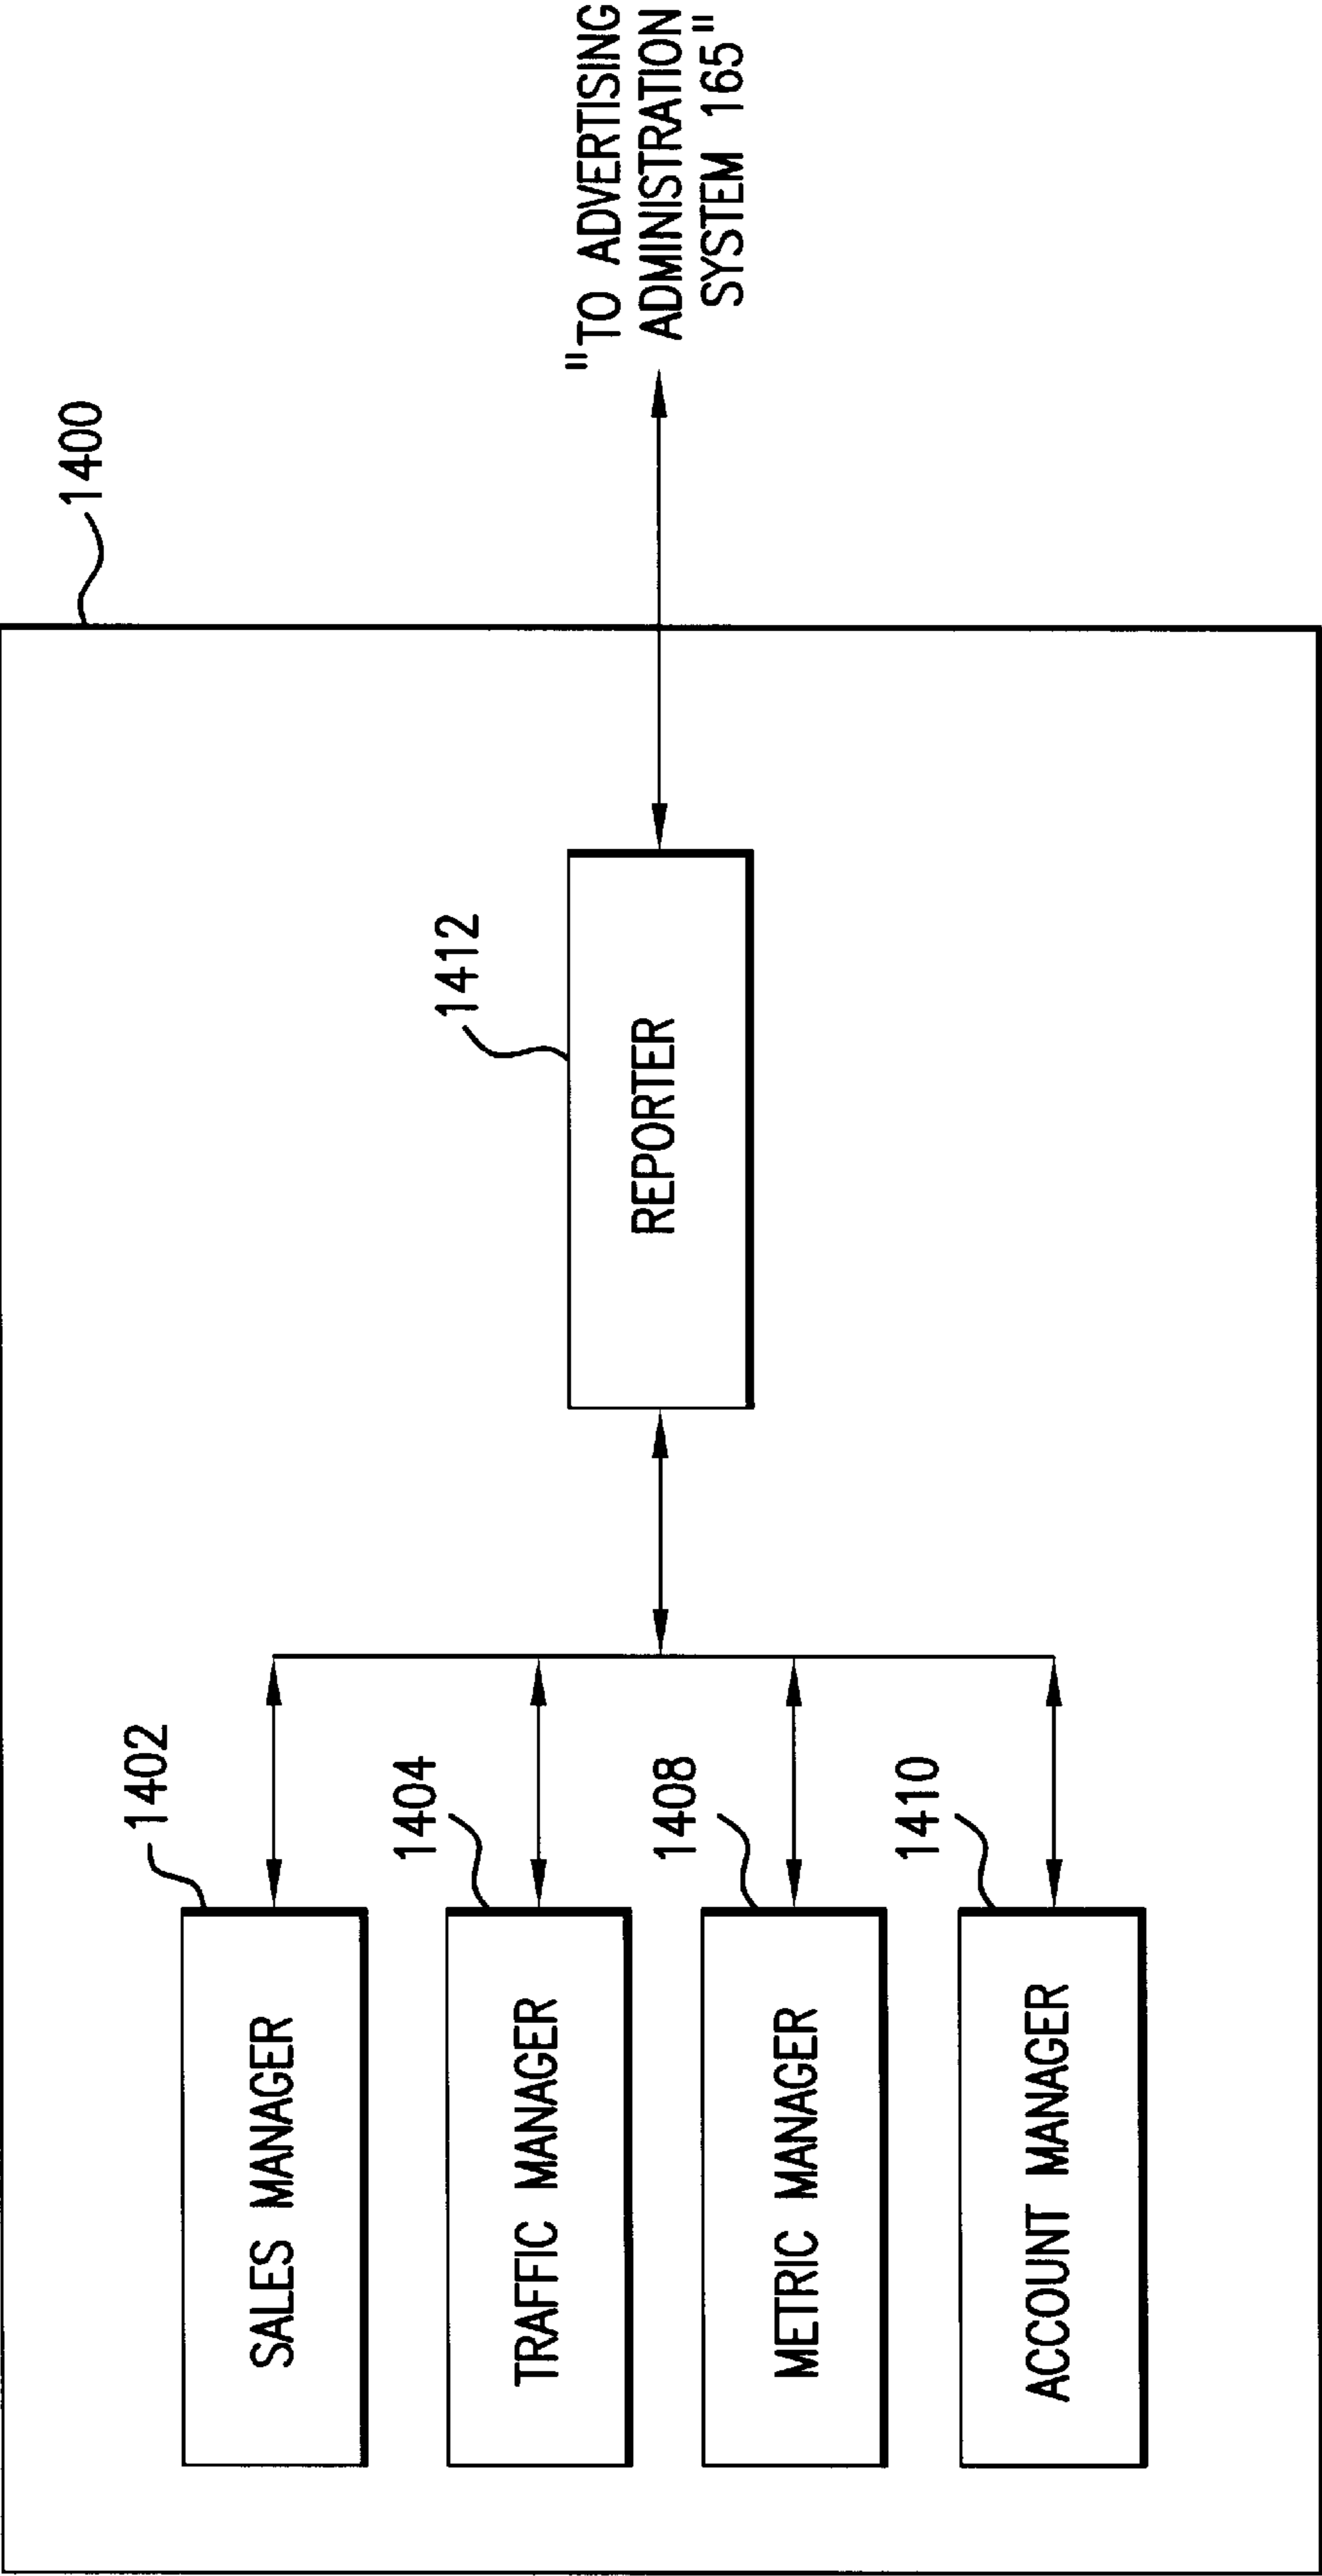 1400
1402
SALES MANAGER
1404
TRAFFIC MANAGER
1408
METRIC MANAGER
1410
ACCOUNT MANAGER
1412
REPORTER
"TO ADVERTISING
ADMINISTRATION
SYSTEM 165"